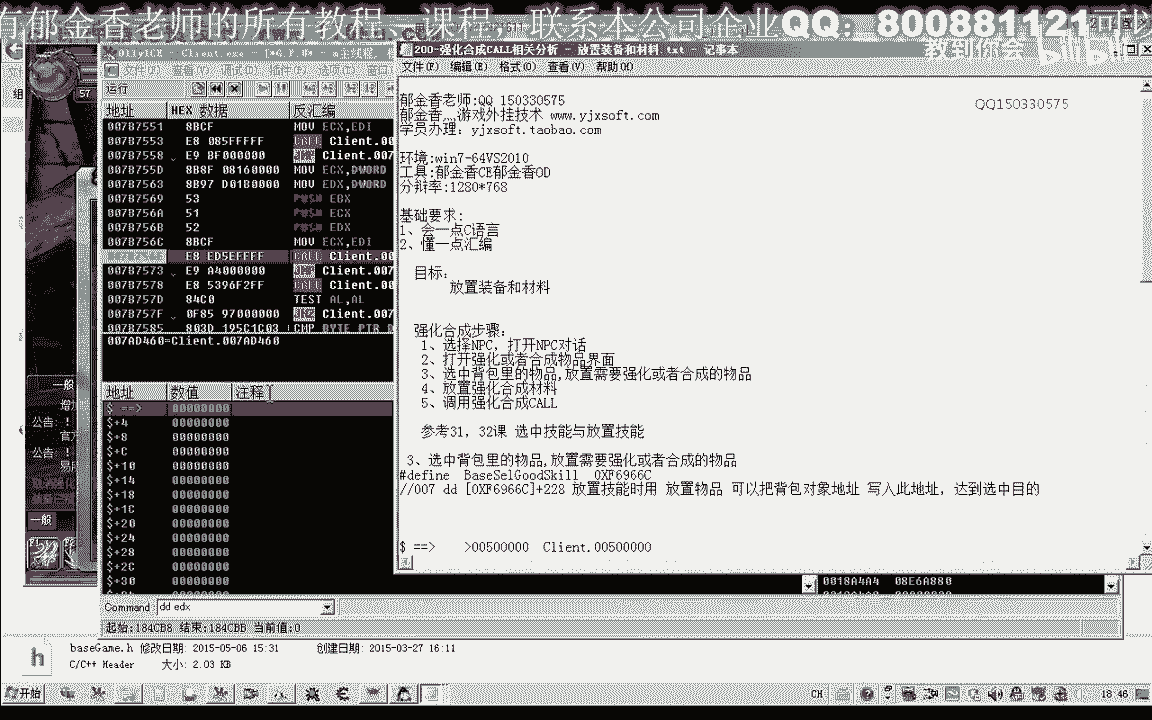 有郁金香老师的所有教程 课程 联系本公司企业QQ：800881121可以
教到你会 bilibili
OllyICE - Client.exe
200-强化合成CALL相关分析 - 放置装备和材料.txt - 记事本
文件(F) 编辑(E) 格式(O) 查看(V) 帮助(H)
运行
57
地址 HEX 数据 反汇编
007B7551 8BCF MOV ECX,EDI
007B7553 E8 085FFFFF CALL Client.00
007B7558 E9 BF000000 JMP Client.007
007B755D 8B8F 08160000 MOV ECX,DWORD
007B7563 8B97 D01B0000 MOV EDX,DWORD
007B7569 53 PUSH EBX
007B756A 51 PUSH ECX
007B756B 52 PUSH EDX
007B756C 8BCF MOV ECX,EDI
E8 ED5EFFFF CALL Client.00
007B7573 E9 A4000000 JMP Client.007
007B7578 E8 5396F2FF CALL Client.00
007B757D 84C0 TEST AL,AL
007B757F 0F85 97000000 Client.007
007B7585 803D 195C1C03 CMP BYTE PTR D
007AD460=Client.007AD460
地址 数值 注释
$ ==> 00000000
$+4 00000000
$+8 00000000
$+C 00000000
$+10 00000000
$+14 00000000
$+18 00000000
$+1C 00000000
$+20 00000000
$+24 00000000
$+28 00000000
$+2C 00000000
$+30 00000000
郁金香老师:QQ 150330575
郁金香灬游戏外挂技术 www.yjxsoft.com
学员办理：yjxsoft.taobao.com
QQ150330575
环境:win7-64VS2010
工具:郁金香CE郁金香OD
分辩率:1280*768
基础要求:
1、会一点C语言
2、懂一点汇编
目标：
放置装备和材料
强化合成步骤：
1、选择NPC，打开NPC对话
2、打开强化或者合成物品界面
3、选中背包里的物品,放置需要强化或者合成的物品
4、放置强化合成材料
5、调用强化合成CALL
参考31，32课 选中技能与放置技能
3、选中背包里的物品,放置需要强化或者合成的物品
#define BaseSelGoodSkill 0XF6966C
//007 dd [0XF6966C]+228 放置技能时用 放置物品 可以把背包对象地址 写入此地址，达到选中目的
$ ==> >00500000 Client.00500000
0018A4A4 08E6A880
一般
公告：！
公告：！
一般
Command dd edx
起始:184CB8 结束:184CBB 当前值:0
baseGame.h 修改日期: 2015-05-06 15:31 创建日期: 2015-03-27 16:11
C/C++ Header 大小: 2.03 KB
开始
CH
18:46